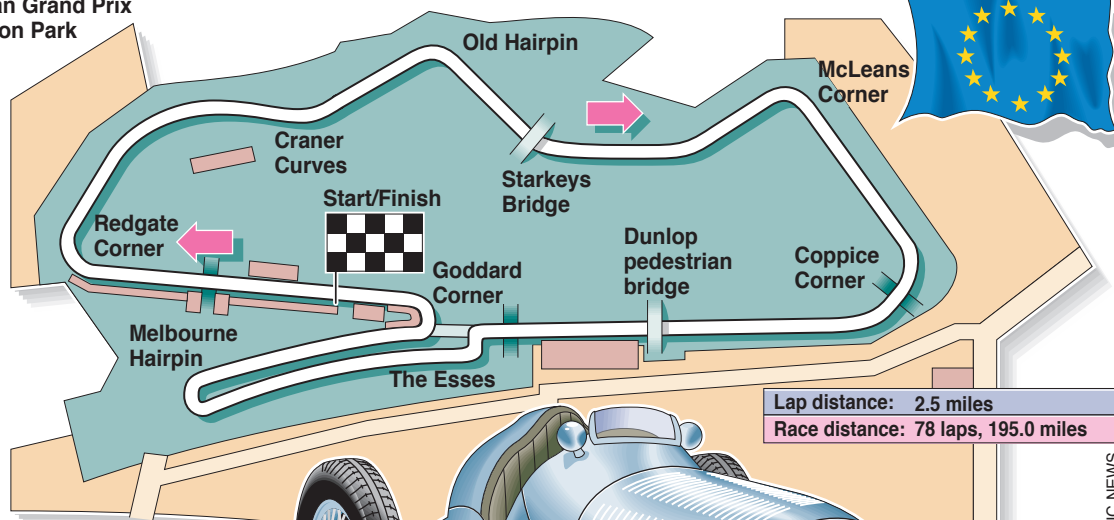 an Grand Prix
on Park
Old Hairpin
McLeans
Corner
Craner
Curves
Starkeys
Bridge
Start/Finish
Redgate
Corner
Dunlop
pedestrian
bridge
Coppice
Corner
Goddard
Corner
Melbourne
Hairpin
The Esses
Lap distance: 2.5 miles
Race distance: 78 laps, 195.0 miles
IC NEWS